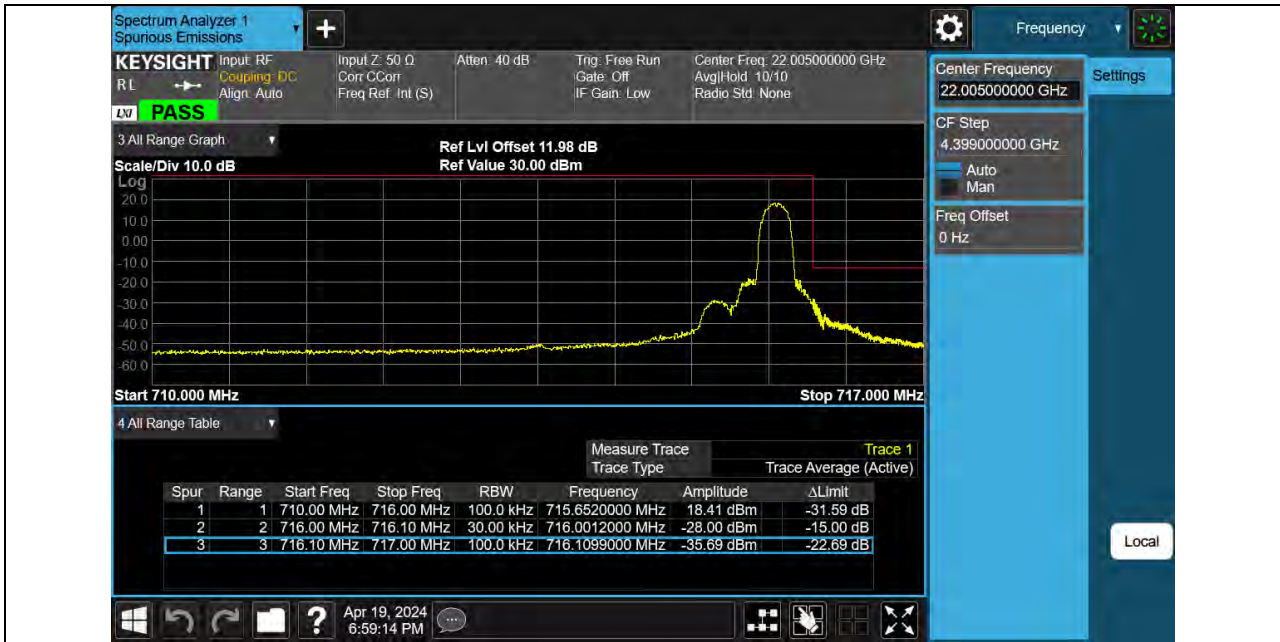 Spectrum Analyzer 1
Spurious Emissions
Frequency
KEYSIGHT Input: RF Input Z: 50 Ω Atten: 40 dB Trig: Free Run Center Freq: 22.005000000 GHz
RL Coupling: DC Corr CCorr Gate: Off Avg|Hold: 10/10
Align: Auto Freq Ref: Int (S) IF Gain: Low Radio Std: None
LXI PASS
3 All Range Graph
Ref Lvl Offset 11.98 dB
Scale/Div 10.0 dB Ref Value 30.00 dBm
Log
20.0
10.0
0.00
-10.0
-20.0
-30.0
-40.0
-50.0
-60.0
Start 710.000 MHz Stop 717.000 MHz
4 All Range Table
Measure Trace Trace 1
Trace Type Trace Average (Active)
Spur Range Start Freq Stop Freq RBW Frequency Amplitude ΔLimit
1 1 710.00 MHz 716.00 MHz 100.0 kHz 715.6520000 MHz 18.41 dBm -31.59 dB
2 2 716.00 MHz 716.10 MHz 30.00 kHz 716.0012000 MHz -28.00 dBm -15.00 dB
3 3 716.10 MHz 717.00 MHz 100.0 kHz 716.1099000 MHz -35.69 dBm -22.69 dB
Apr 19, 2024
6:59:14 PM
Center Frequency
22.005000000 GHz
Settings
CF Step
4.399000000 GHz
Auto
Man
Freq Offset
0 Hz
Local